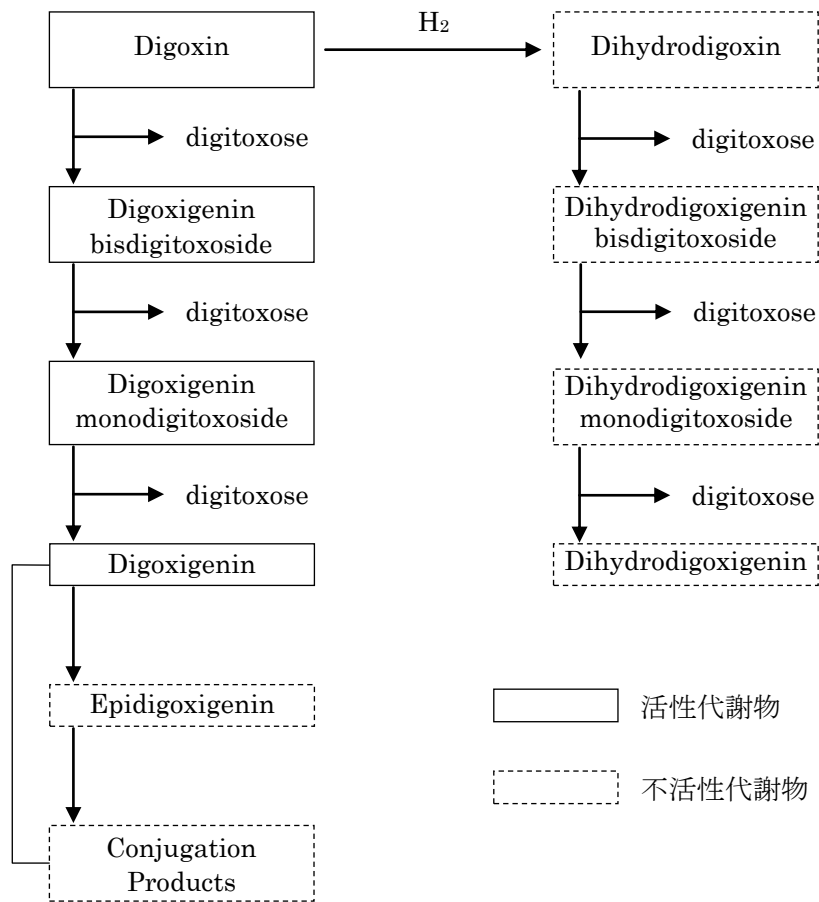 Digoxin
H₂
Dihydrodigoxin
digitoxose
digitoxose
Digoxigenin
bisdigitoxoside
Dihydrodigoxigenin
bisdigitoxoside
digitoxose
digitoxose
Digoxigenin
monodigitoxoside
Dihydrodigoxigenin
monodigitoxoside
digitoxose
digitoxose
Digoxigenin
Dihydrodigoxigenin
Epidigoxigenin
活性代謝物
不活性代謝物
Conjugation
Products